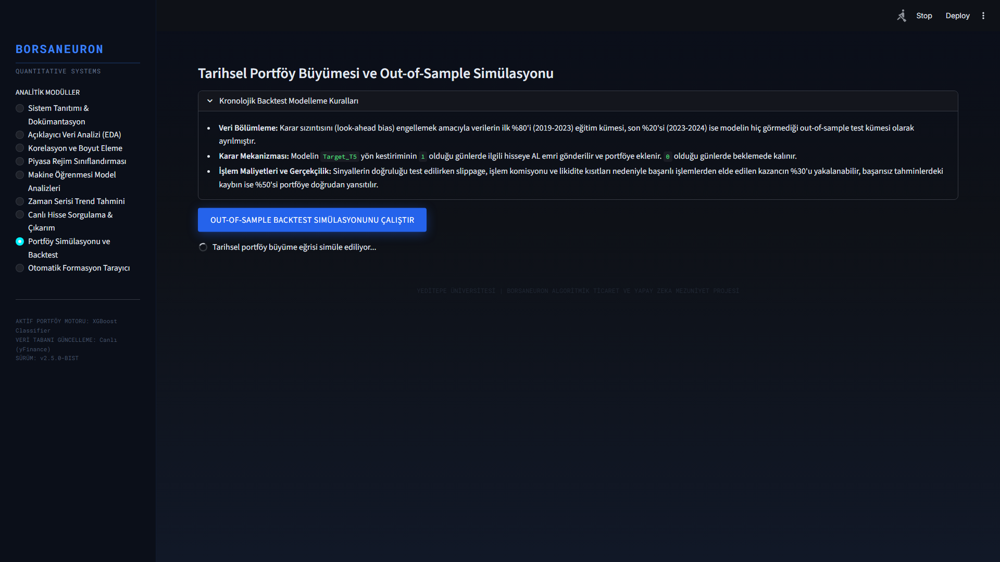 Stop
Deploy
BORSANEURON
QUANTITATIVE SYSTEMS
ANALİTİK MODÜLLER
Sistem Tanıtımı &
Dokümantasyon
Açıklayıcı Veri Analizi (EDA)
Korelasyon ve Boyut Eleme
Piyasa Rejim Sınıflandırması
Makine Öğrenmesi Model
Analizleri
Zaman Serisi Trend Tahmini
Canlı Hisse Sorgulama &
Çıkarım
Portföy Simülasyonu ve
Backtest
Otomatik Formasyon Tarayıcı
AKTİF PORTFÖY MOTORU: XGBoost
Classifier
VERİ TABANI GÜNCELLEME: Canlı
(yFinance)
SÜRÜM: v2.5.0-BIST
Tarihsel Portföy Büyümesi ve Out-of-Sample Simülasyonu
Kronolojik Backtest Modelleme Kuralları
• Veri Bölümleme: Karar sızıntısını (look-ahead bias) engellemek amacıyla verilerin ilk %80'i (2019-2023) eğitim kümesi, son %20'si (2023-2024) ise modelin hiç görmediği out-of-sample test kümesi olarak
ayrılmıştır.
• Karar Mekanizması: Modelin Target_T5 yön kestiriminin 1 olduğu günlerde ilgili hisseye AL emri gönderilir ve portföye eklenir. 0 olduğu günlerde beklemede kalınır.
• İşlem Maliyetleri ve Gerçekçilik: Sinyallerin doğruluğu test edilirken slippage, işlem komisyonu ve likidite kısıtları nedeniyle başarılı işlemlerden elde edilen kazancın %30'u yakalanabilir, başarısız tahminlerdeki
kaybın ise %50'si portföye doğrudan yansıtılır.
OUT-OF-SAMPLE BACKTEST SIMÜLASYONUNU ÇALIŞTIR
Tarihsel portföy büyüme eğrisi simüle ediliyor...
YEDİTEPE ÜNİVERSİTESİ | BORSANEURON ALGORİTMİK TİCARET VE YAPAY ZEKA MEZUNİYET PROJESİ